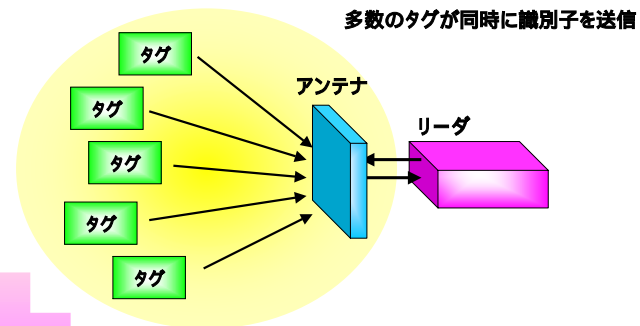 多数のタグが同時に識別子を送信
タグ
アンテナ
タグ
リーダ
タグ
タグ
タグ